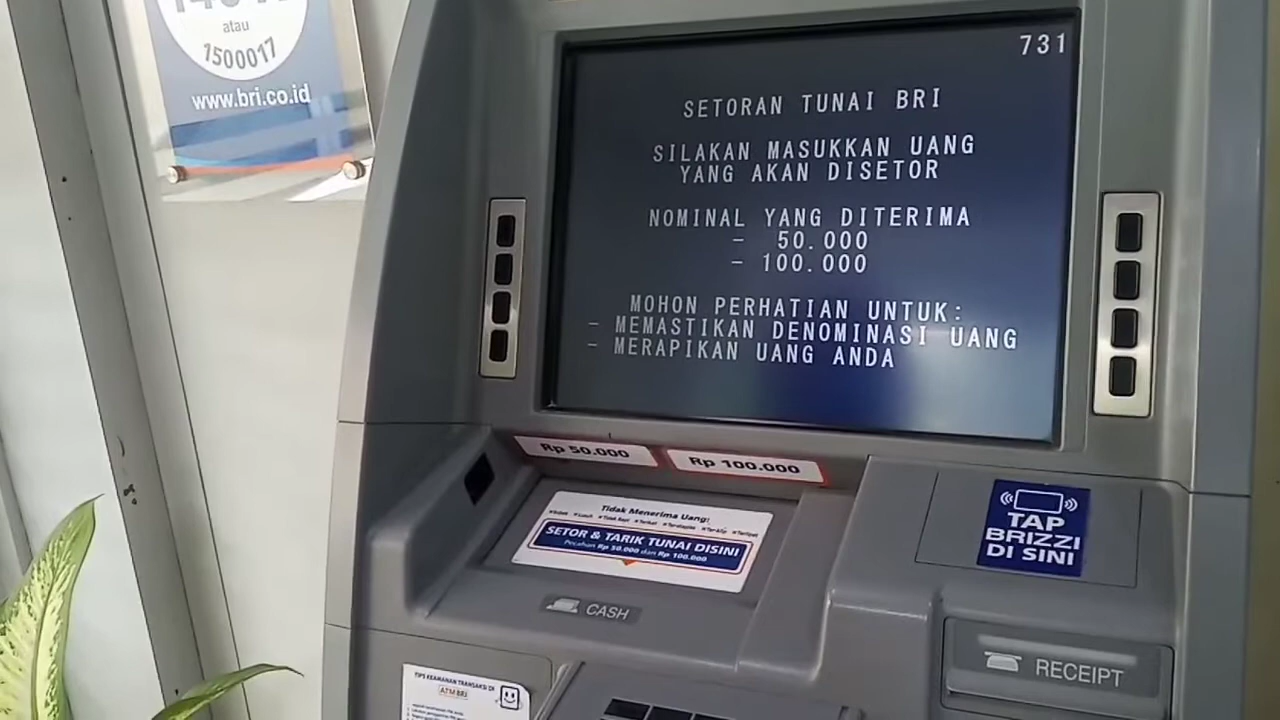 atau
1500017
www.bri.co.id
731
SETORAN TUNAI BRI
SILAKAN MASUKKAN UANG
YANG AKAN DISETOR
NOMINAL YANG DITERIMA
- 50.000
- 100.000
MOHON PERHATIAN UNTUK:
- MEMASTIKAN DENOMINASI UANG
- MERAPIKAN UANG ANDA
Rp 50.000
Rp 100.000
Tidak Menerima Uang:
SETOR & TARIK TUNAI DISINI
Pecahan Rp 50.000 dan Rp 100.000
TAP
BRIZZI
DI SINI
CASH
RECEIPT
TIPS KEAMANAN TRANSAKSI DI
ATM BRI